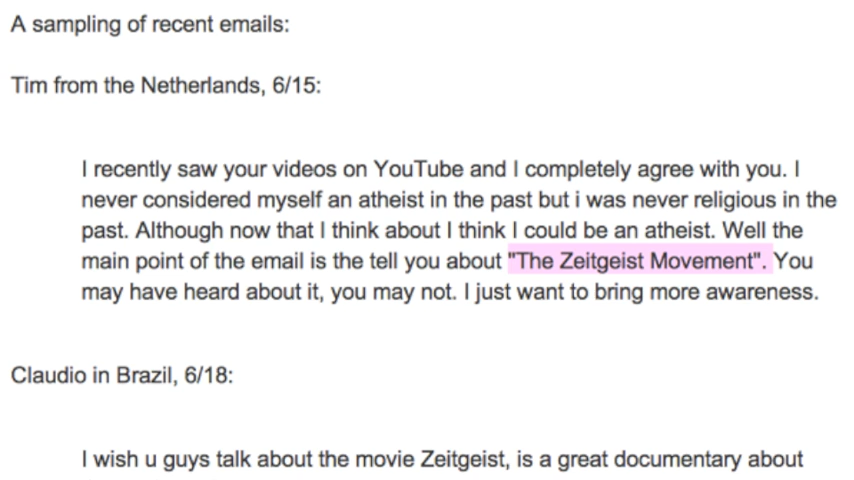 A sampling of recent emails:
Tim from the Netherlands, 6/15:
I recently saw your videos on YouTube and I completely agree with you. I
never considered myself an atheist in the past but i was never religious in the
past. Although now that I think about I think I could be an atheist. Well the
main point of the email is the tell you about "The Zeitgeist Movement". You
may have heard about it, you may not. I just want to bring more awareness.
Claudio in Brazil, 6/18:
I wish u guys talk about the movie Zeitgeist, is a great documentary about